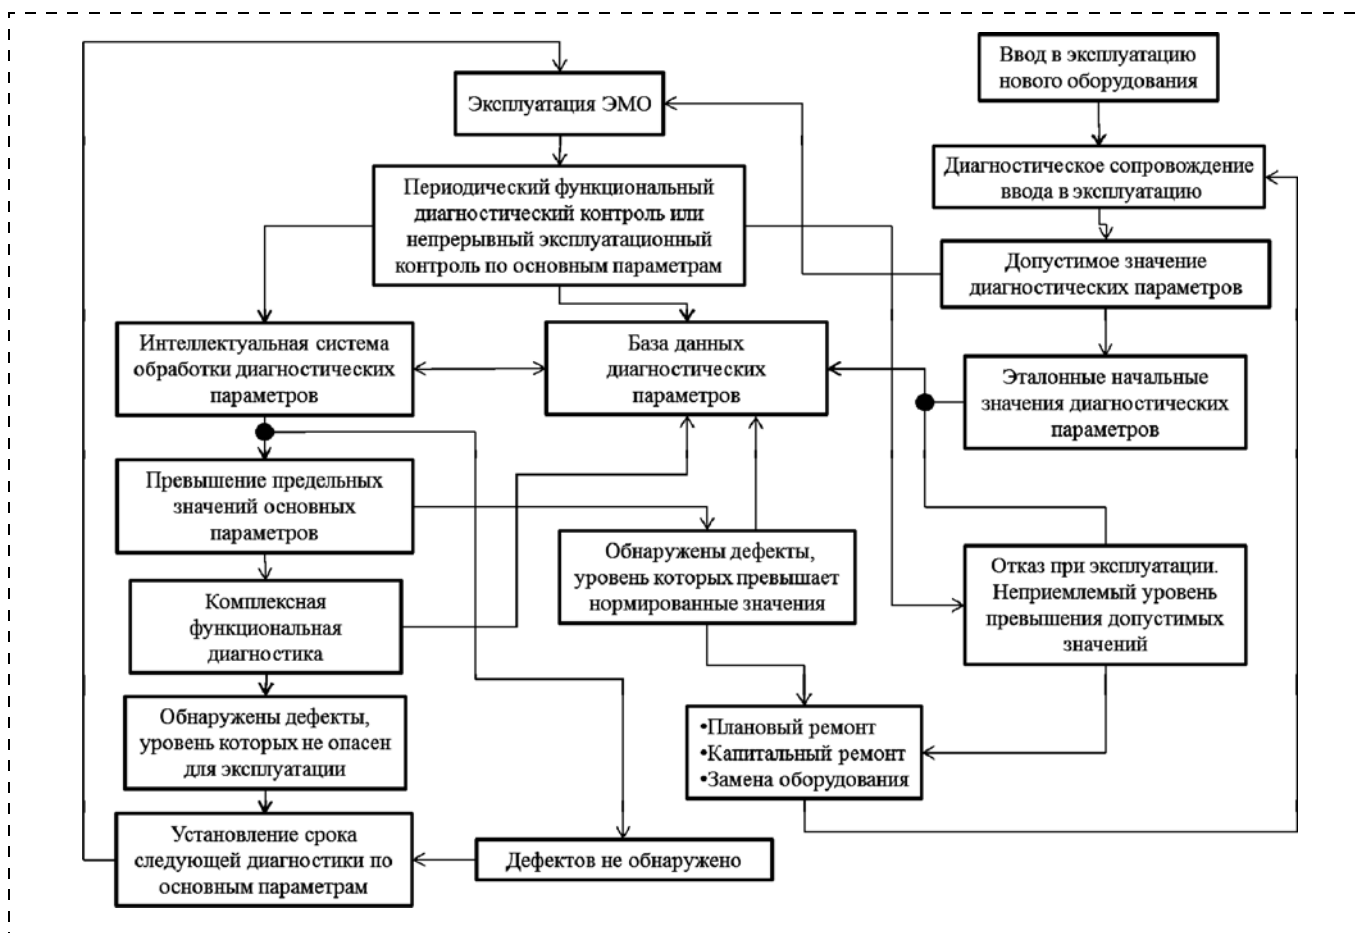 Ввод в эксплуатацию
нового оборудования
Эксплуатация ЭМО
Диагностическое сопровождение
ввода в эксплуатацию
Периодический функциональный
диагностический контроль или
непрерывный эксплуатационный
контроль по основным параметрам
Допустимое значение
диагностических параметров
Интеллектуальная система
обработки диагностических
параметров
База данных
диагностических
параметров
Эталонные начальные
значения диагностических
параметров
Превышение предельных
значений основных
параметров
Обнаружены дефекты,
уровень которых превышает
нормированные значения
Отказ при эксплуатации.
Неприемлемый уровень
превышения допустимых
значений
Комплексная
функциональная
диагностика
Обнаружены дефекты,
уровень которых не опасен
для эксплуатации
•Плановый ремонт
•Капитальный ремонт
•Замена оборудования
Установление срока
следующей диагностики по
основным параметрам
Дефектов не обнаружено